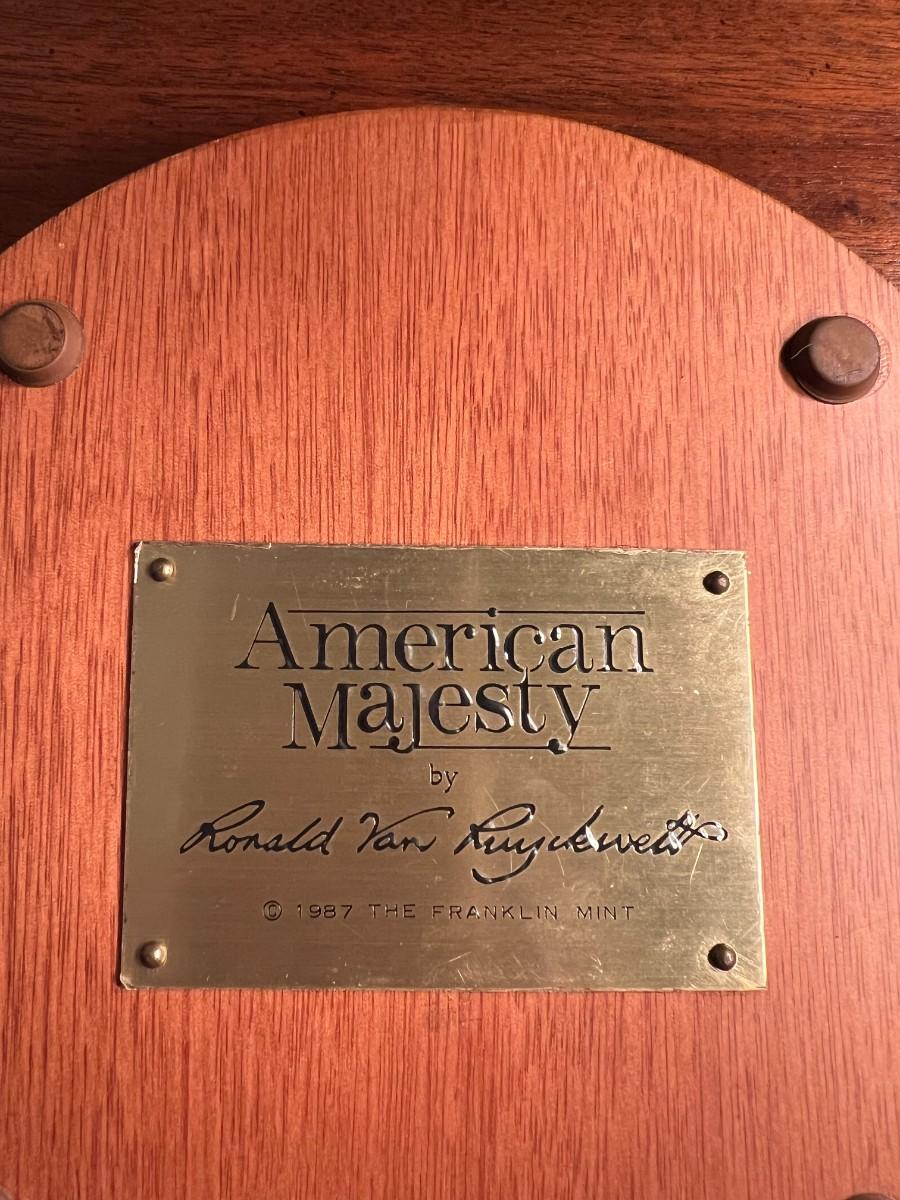 American
Majesty
by
Ronald Van Ruyckevelt
© 1987 THE FRANKLIN MINT